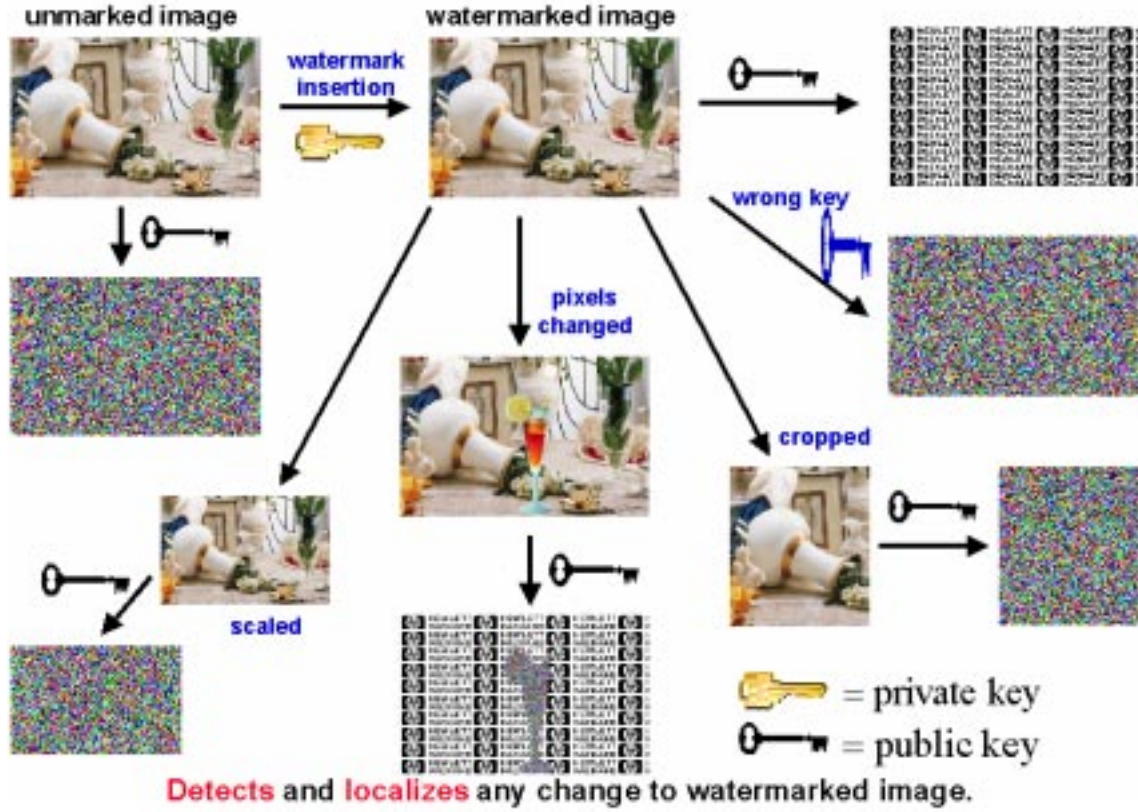 unmarked image
watermarked image
watermark
insertion
wrong key
pixels
changed
cropped
scaled
= private key
= public key
Detects and localizes any change to watermarked image.